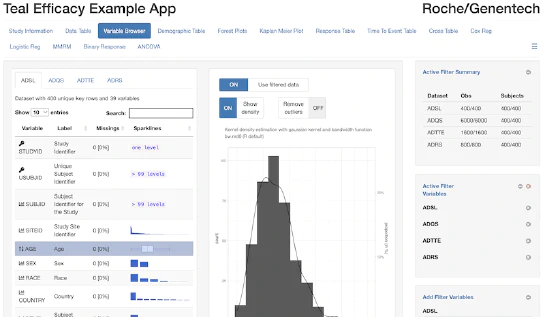 Teal Efficacy Example App
Roche/Genentech
Study Information Data Table Variable Browser Demographic Table Forest Plots Kaplan Meier Plot Response Table Time To Event Table Cross Table Cox Reg
Logistic Reg MMRM Binary Response ANCOVA
ADSL ADQS ADTTE ADRS
Dataset with 400 unique key rows and 39 variables
Show 10 entries Search:
Variable Label Missings Sparklines
STUDYID Study Identifier 0 [0%] one level
USUBJID Unique Subject Identifier 0 [0%] > 99 levels
SUBJID Subject Identifier for the Study 0 [0%] > 99 levels
SITEID Study Site Identifier 0 [0%]
AGE Age 0 [0%]
SEX Sex 0 [0%]
RACE Race 0 [0%]
COUNTRY Country 0 [0%]
Subject
ON Use filtered data
ON Show density Remove outliers OFF
Kernel density estimation with gaussian kernel and bandwidth function
bw.nrd0 (R default)
Active Filter Summary
Dataset Obs Subjects
ADSL 400/400 400/400
ADQS 6000/6000 400/400
ADTTE 1600/1600 400/400
ADRS 800/800 400/400
Active Filter
Variables
ADSL
ADQS
ADTTE
ADRS
Add Filter Variables
ADSL